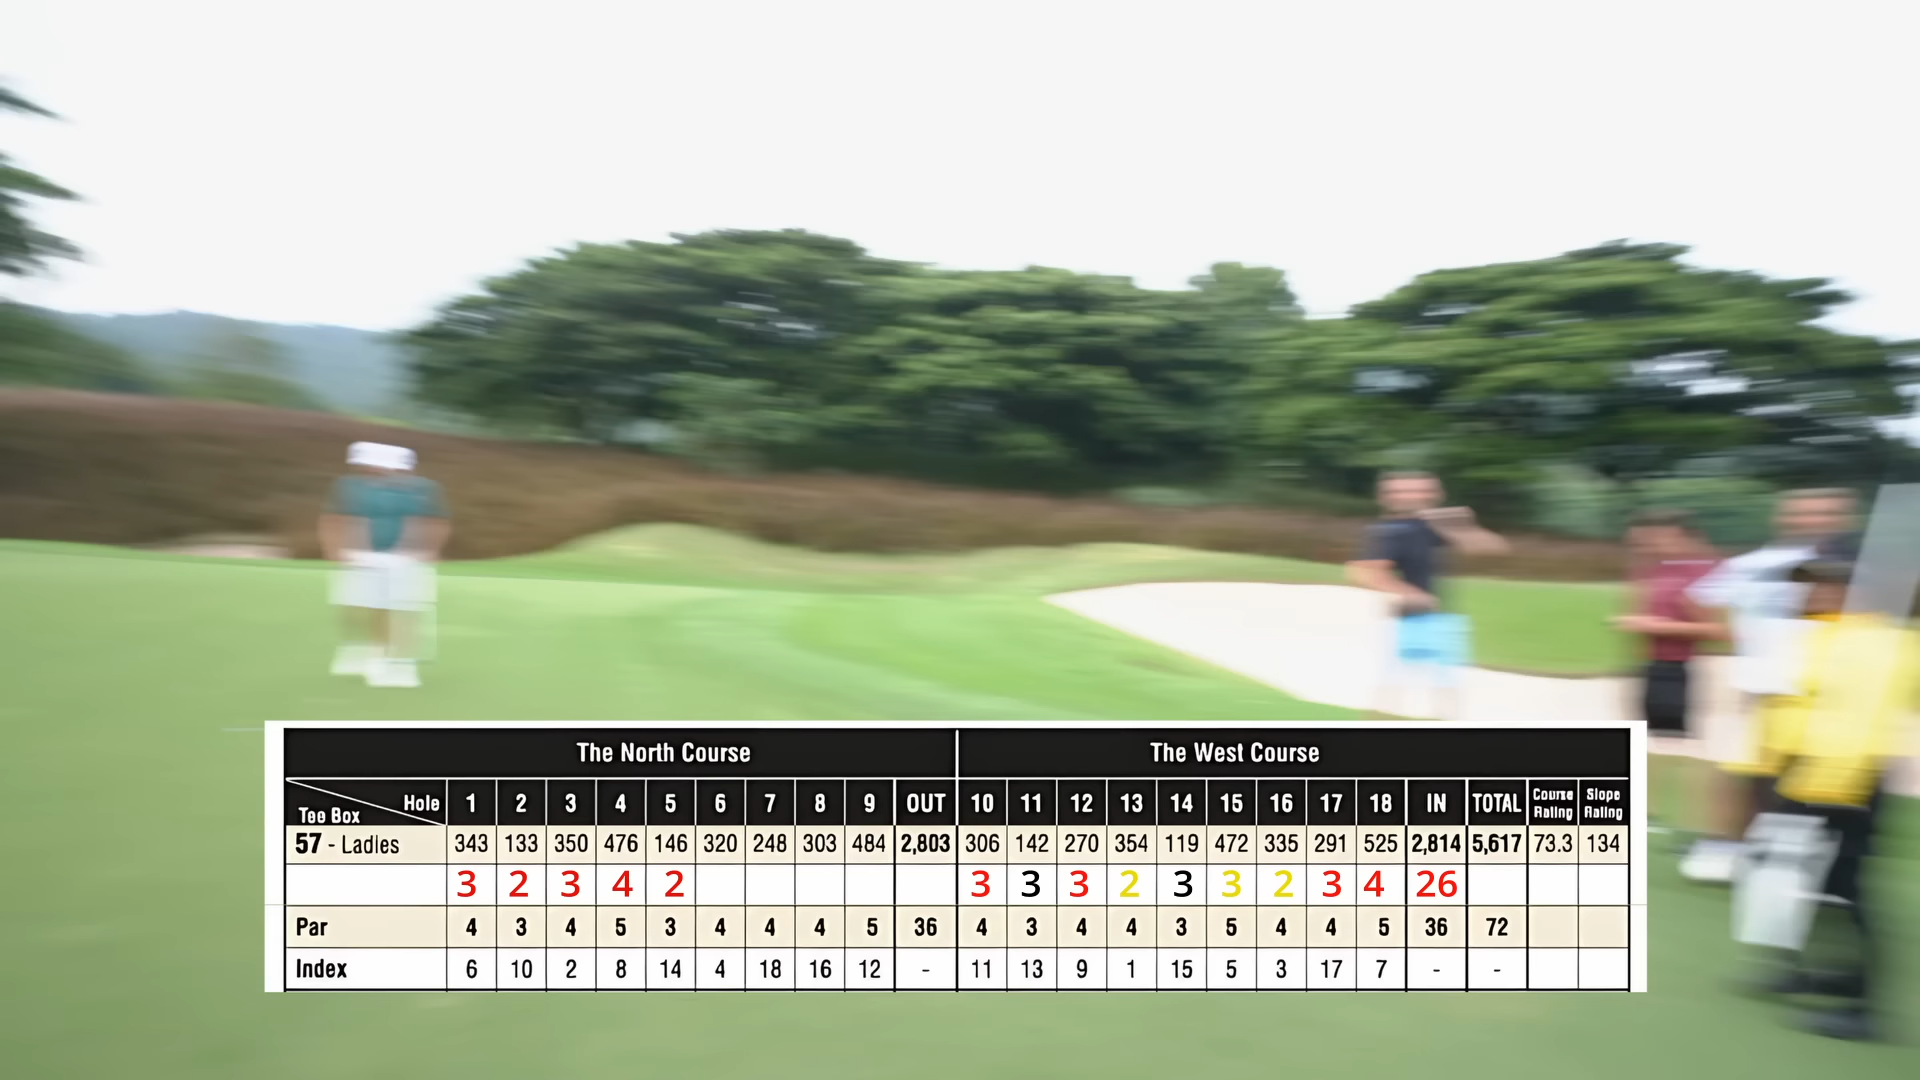 The North Course The West Course
Tee Box Hole 1 2 3 4 5 6 7 8 9 OUT 10 11 12 13 14 15 16 17 18 IN TOTAL Course Rating Slope Rating
57 - Ladies 343 133 350 476 146 320 248 303 484 2,803 306 142 270 354 119 472 335 291 525 2,814 5,617 73.3 134
3 2 3 4 2 3 3 3 2 3 3 2 3 4 26
Par 4 3 4 5 3 4 4 4 5 36 4 3 4 4 3 5 4 4 5 36 72
Index 6 10 2 8 14 4 18 16 12 - 11 13 9 1 15 5 3 17 7 - -